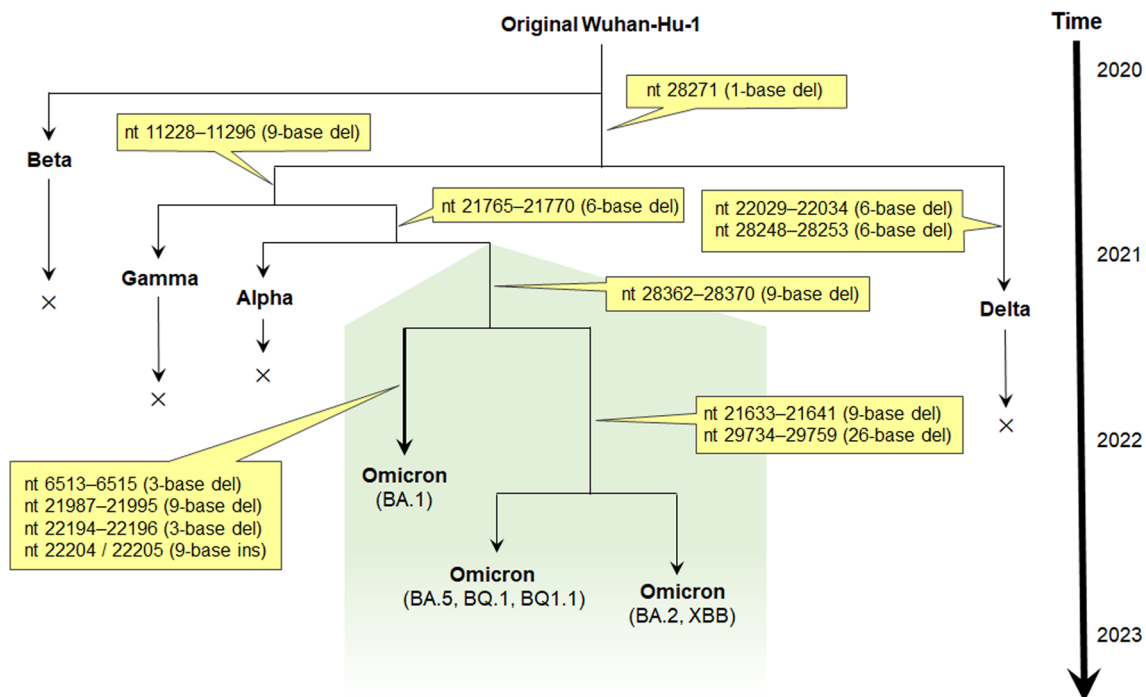 Original Wuhan-Hu-1
Time
2020
nt 28271 (1-base del)
nt 11228–11296 (9-base del)
Beta
nt 21765–21770 (6-base del)
nt 22029–22034 (6-base del)
nt 28248–28253 (6-base del)
2021
Gamma
Alpha
nt 28362–28370 (9-base del)
Delta
×
×
×
nt 21633–21641 (9-base del)
nt 29734–29759 (26-base del)
×
2022
Omicron
(BA.1)
nt 6513–6515 (3-base del)
nt 21987–21995 (9-base del)
nt 22194–22196 (3-base del)
nt 22204 / 22205 (9-base ins)
Omicron
(BA.5, BQ.1, BQ1.1)
Omicron
(BA.2, XBB)
2023